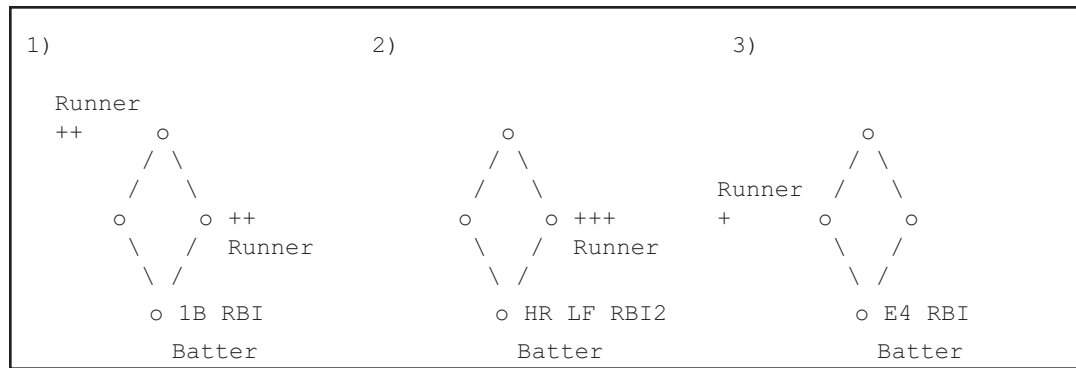 1) 2) 3)
Runner
++ o o o
/ \ / \ / \
/ \ / \ Runner / \
o o ++ o o +++ + o o
\ / Runner \ / Runner \ /
\ / \ / \ /
o 1B RBI o HR LF RBI2 o E4 RBI
Batter Batter Batter